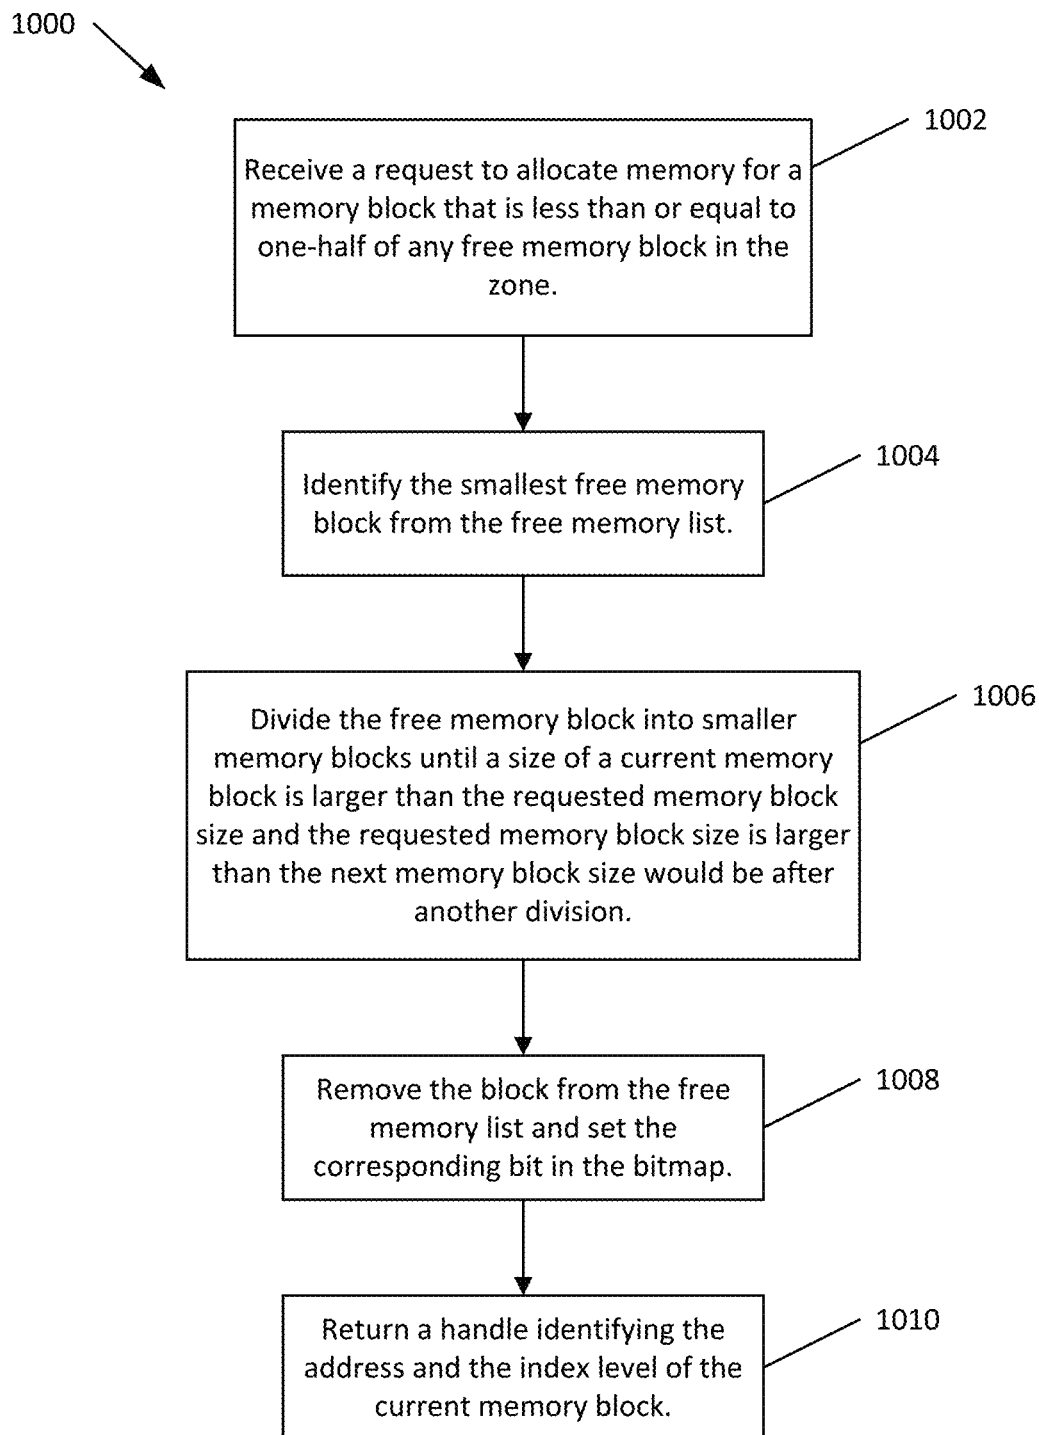 1000
1002
Receive a request to allocate memory for a
memory block that is less than or equal to
one-half of any free memory block in the
zone.
1004
Identify the smallest free memory
block from the free memory list.
1006
Divide the free memory block into smaller
memory blocks until a size of a current memory
block is larger than the requested memory block
size and the requested memory block size is larger
than the next memory block size would be after
another division.
1008
Remove the block from the free
memory list and set the
corresponding bit in the bitmap.
1010
Return a handle identifying the
address and the index level of the
current memory block.